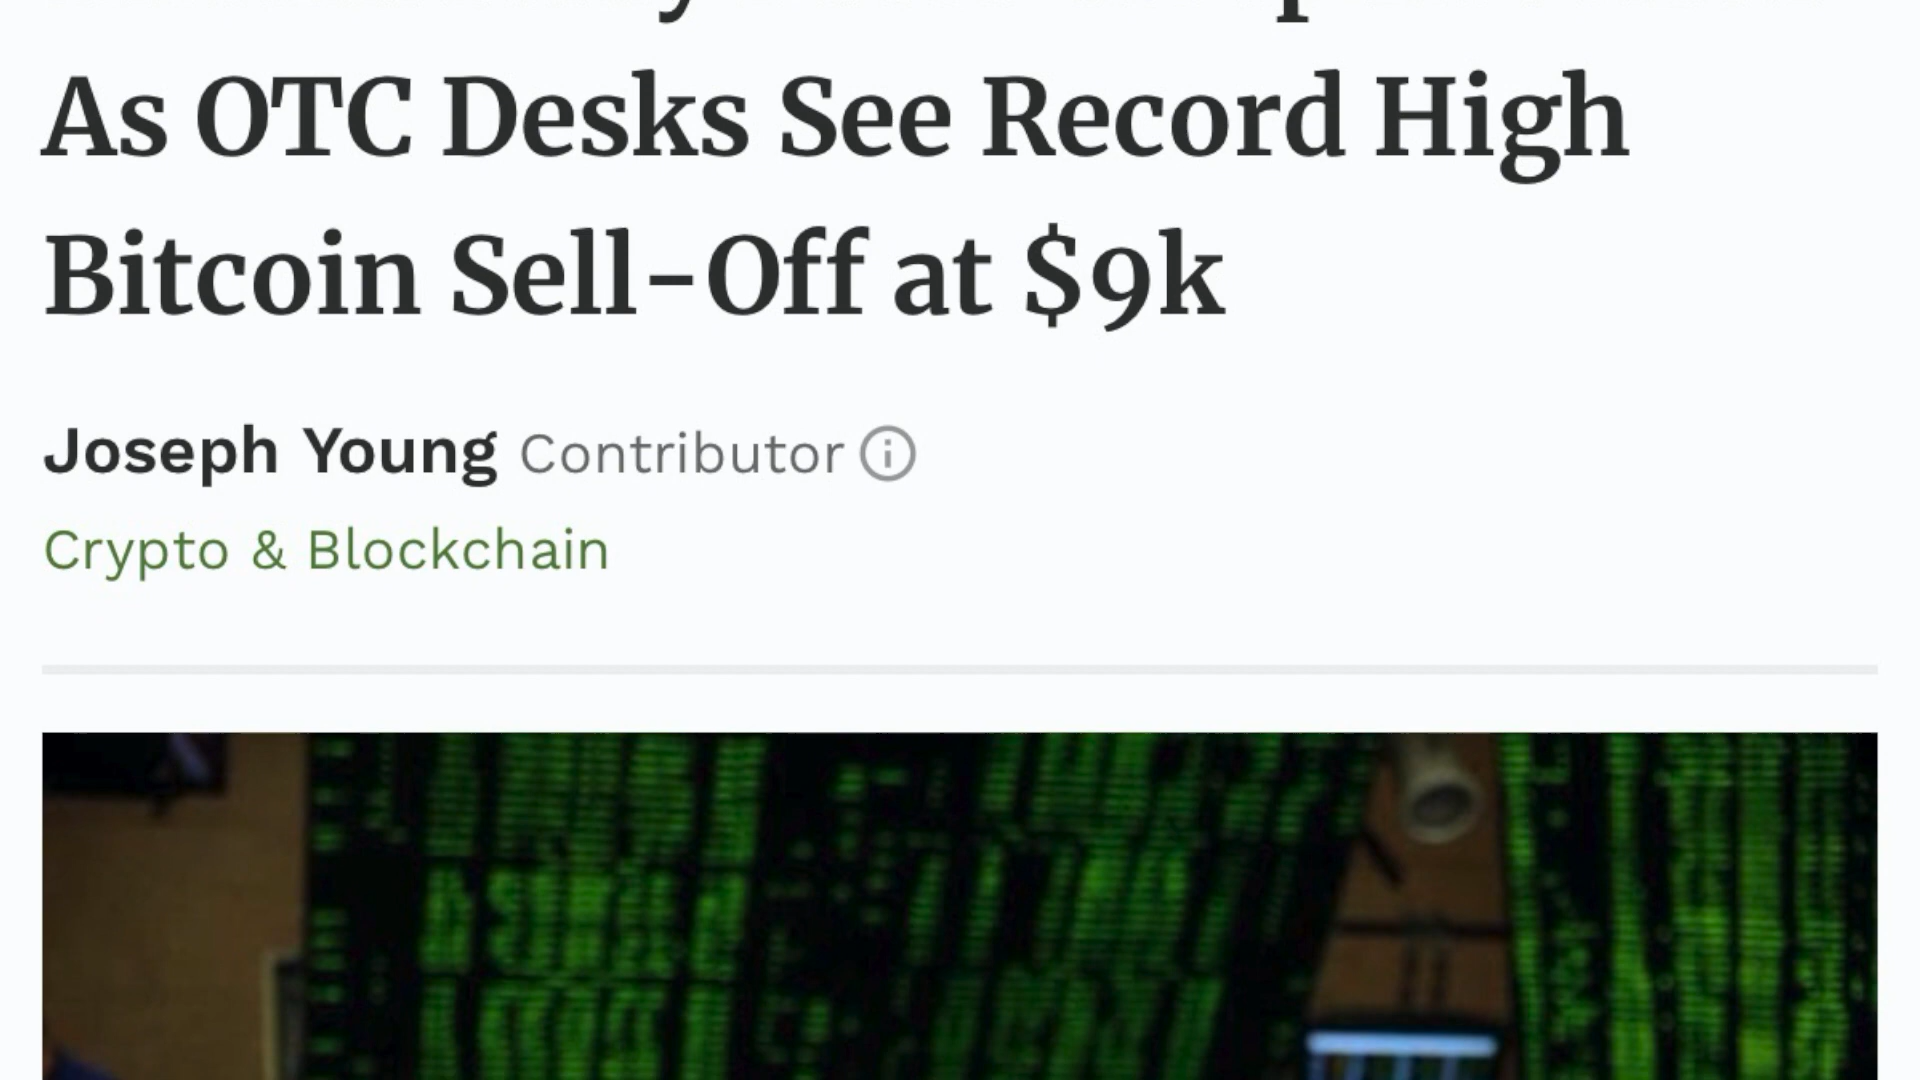 As OTC Desks See Record High
Bitcoin Sell-Off at $9k
Joseph Young Contributor
Crypto & Blockchain